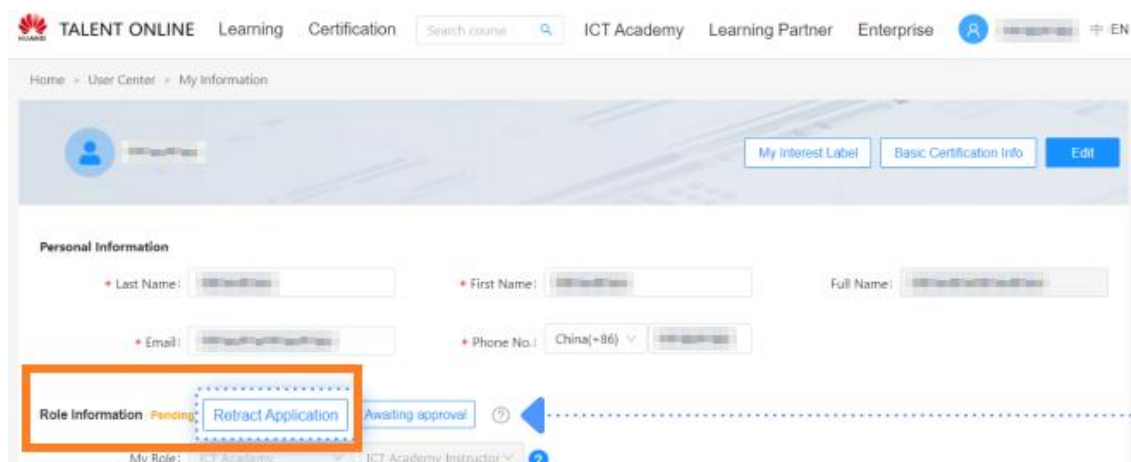 HUAWEI TALENT ONLINE Learning Certification Search course ICT Academy Learning Partner Enterprise 中 EN
Home > User Center > My Information
My Interest Label Basic Certification Info Edit
Personal Information
* Last Name: * First Name: Full Name:
* Email: * Phone No.: China(+86)
Role Information Pending Retract Application Awaiting approval ?
My Role: ICT Academy ICT Academy Instructor ?